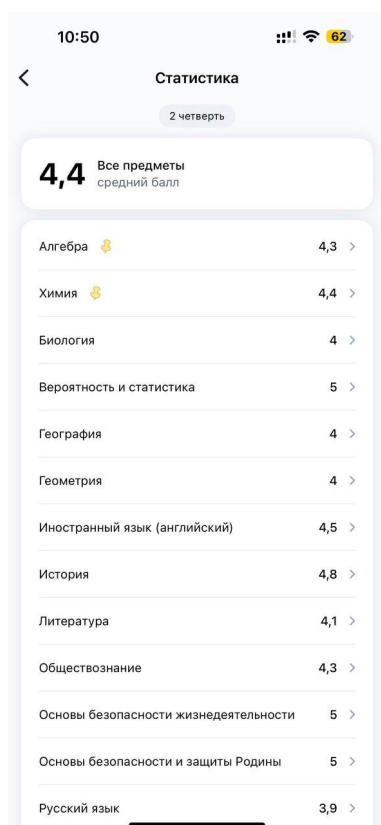 10:50
62
Статистика
2 четверть
4,4
Все предметы
средний балл
Алгебра 4,3
Химия 4,4
Биология 4
Вероятность и статистика 5
География 4
Геометрия 4
Иностранный язык (английский) 4,5
История 4,8
Литература 4,1
Обществознание 4,3
Основы безопасности жизнедеятельности 5
Основы безопасности и защиты Родины 5
Русский язык 3,9